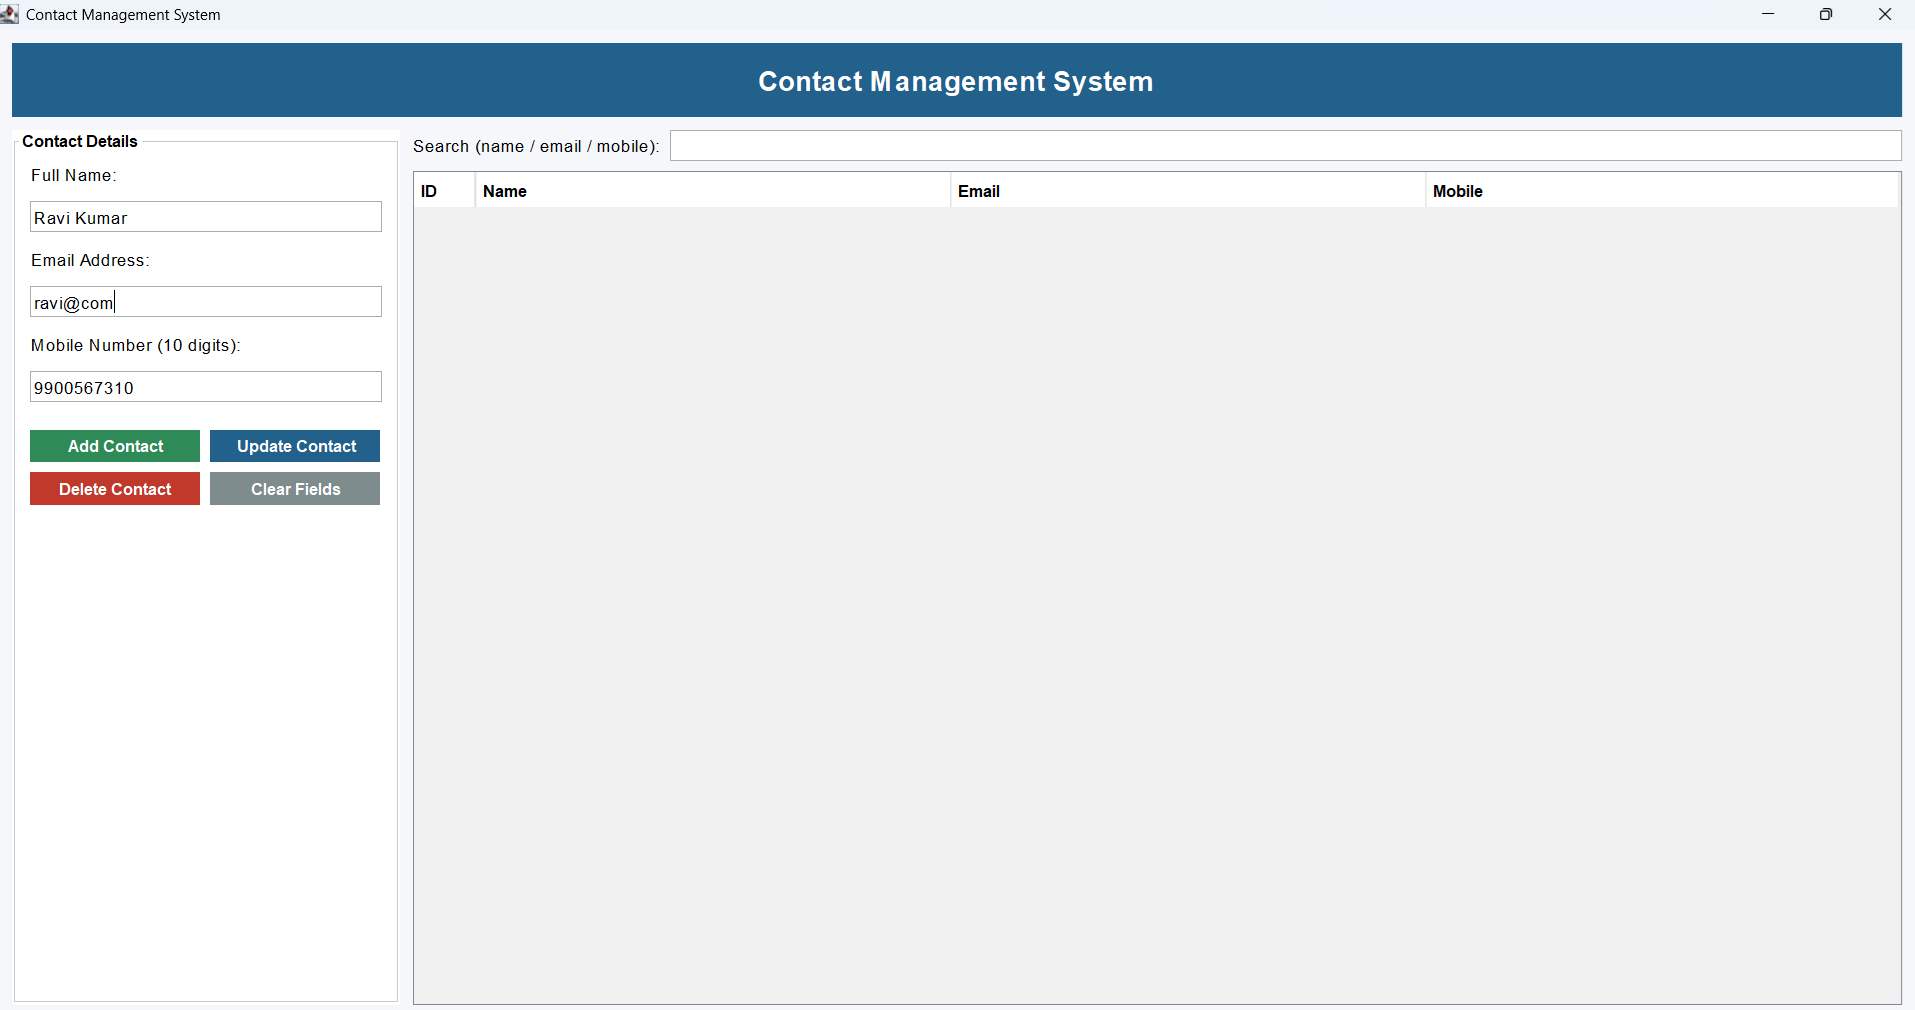 Contact Management System
Contact Management System
Contact Details
Full Name:
Ravi Kumar
Email Address:
ravi@com
Mobile Number (10 digits):
9900567310
Add Contact Update Contact
Delete Contact Clear Fields
Search (name / email / mobile):
ID Name Email Mobile